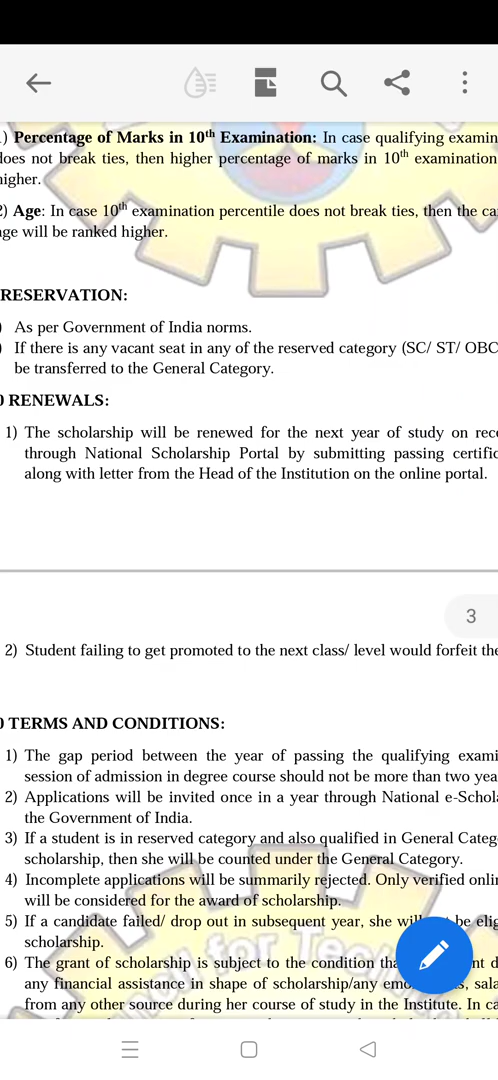 ) Percentage of Marks in 10th Examination: In case qualifying examin
does not break ties, then higher percentage of marks in 10th examination
higher.
2) Age: In case 10th examination percentile does not break ties, then the ca
age will be ranked higher.
RESERVATION:
) As per Government of India norms.
) If there is any vacant seat in any of the reserved category (SC/ ST/ OBC
be transferred to the General Category.
0 RENEWALS:
1) The scholarship will be renewed for the next year of study on rec
through National Scholarship Portal by submitting passing certific
along with letter from the Head of the Institution on the online portal.
3
2) Student failing to get promoted to the next class/ level would forfeit the
0 TERMS AND CONDITIONS:
1) The gap period between the year of passing the qualifying exami
session of admission in degree course should not be more than two yea
2) Applications will be invited once in a year through National e-Schol
the Government of India.
3) If a student is in reserved category and also qualified in General Categ
scholarship, then she will be counted under the General Category.
4) Incomplete applications will be summarily rejected. Only verified onli
will be considered for the award of scholarship.
5) If a candidate failed/ drop out in subsequent year, she will be elig
scholarship.
6) The grant of scholarship is subject to the condition tha nt d
any financial assistance in shape of scholarship/any emo s, sala
from any other source during her course of study in the Institute. In ca